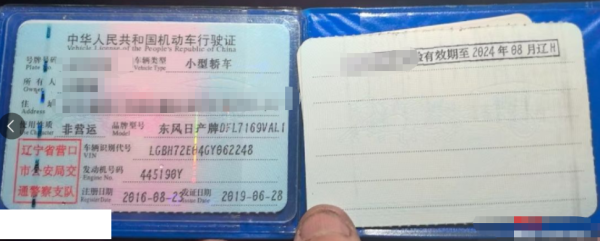 中华人民共和国机动车行驶证
Vehicle License of the People's Republic of China
号牌号码 车辆类型 小型轿车
Plate No. Vehicle Type
所有人
Owner
住址
Address
使用性质 非营运 品牌型号 东风日产牌DFL7169VAL1
Use Character Model
辽宁省营口
市公安局交
通警察支队
车辆识别代号
VIN
发动机号码 445190Y
Engine No.
注册日期 2016-08-23 发证日期 2019-06-28
Register Date Issue Date
有效期至2024年08月辽H